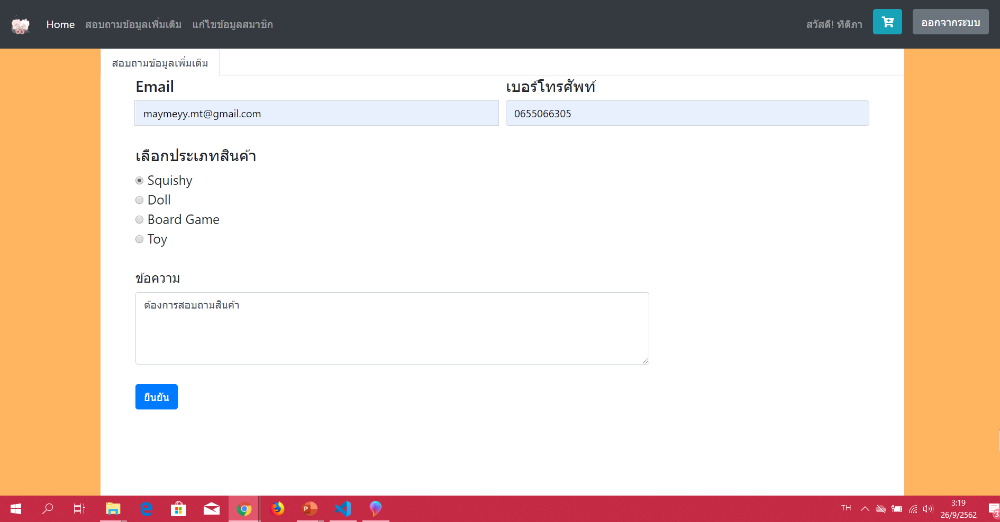 Home สอบถามข้อมูลเพิ่มเติม แก้ไขข้อมูลสมาชิก สวัสดี! ทิติภา ออกจากระบบ
สอบถามข้อมูลเพิ่มเติม
Email เบอร์โทรศัพท์
maymeyy.mt@gmail.com 0655066305
เลือกประเภทสินค้า
Squishy
Doll
Board Game
Toy
ข้อความ
ต้องการสอบถามสินค้า
ยืนยัน
TH 3:19
26/9/2562